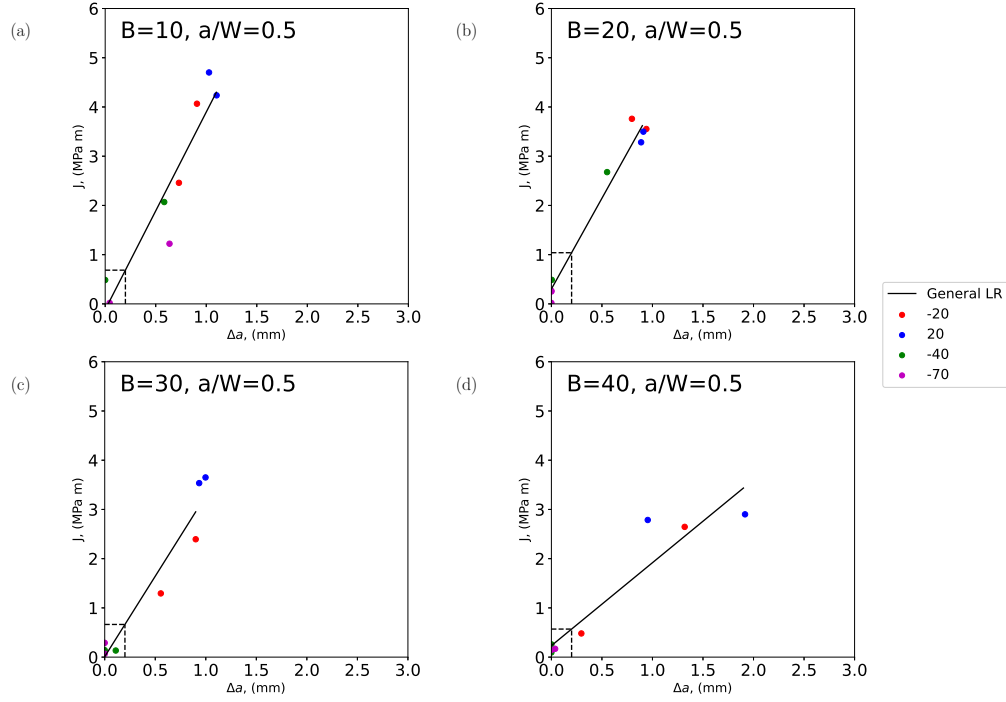 (a)
B=10, a/W=0.5
J, (MPa m)
6
5
4
3
2
1
0
0.0 0.5 1.0 1.5 2.0 2.5 3.0
Δa, (mm)
(b)
B=20, a/W=0.5
J, (MPa m)
6
5
4
3
2
1
0
0.0 0.5 1.0 1.5 2.0 2.5 3.0
Δa, (mm)
General LR
-20
20
-40
-70
(c)
B=30, a/W=0.5
J, (MPa m)
6
5
4
3
2
1
0
0.0 0.5 1.0 1.5 2.0 2.5 3.0
Δa, (mm)
(d)
B=40, a/W=0.5
J, (MPa m)
6
5
4
3
2
1
0
0.0 0.5 1.0 1.5 2.0 2.5 3.0
Δa, (mm)